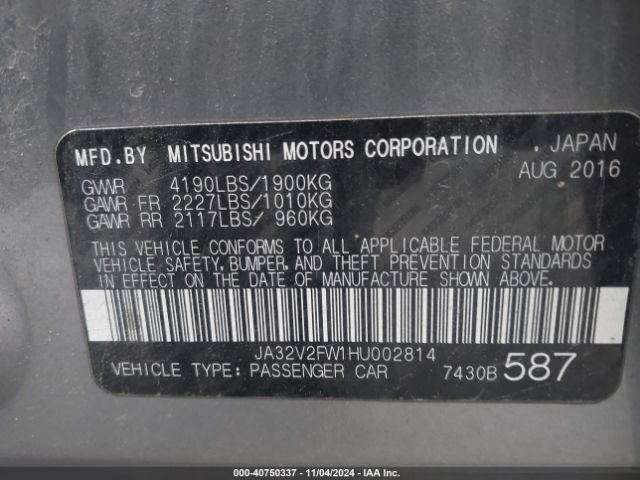 MFD.BY MITSUBISHI MOTORS CORPORATION . JAPAN
AUG 2016
GVWR 4190LBS/1900KG
GAWR FR 2227LBS/1010KG
GAWR RR 2117LBS/ 960KG
THIS VEHICLE CONFORMS TO ALL APPLICABLE FEDERAL MOTOR
VEHICLE SAFETY, BUMPER, AND THEFT PREVENTION STANDARDS
IN EFFECT ON THE DATE OF MANUFACTURE SHOWN ABOVE.
JA32V2FW1HU002814
VEHICLE TYPE: PASSENGER CAR 7430B 587
000-40750337 - 11/04/2024 - IAA Inc. (C) Copyright